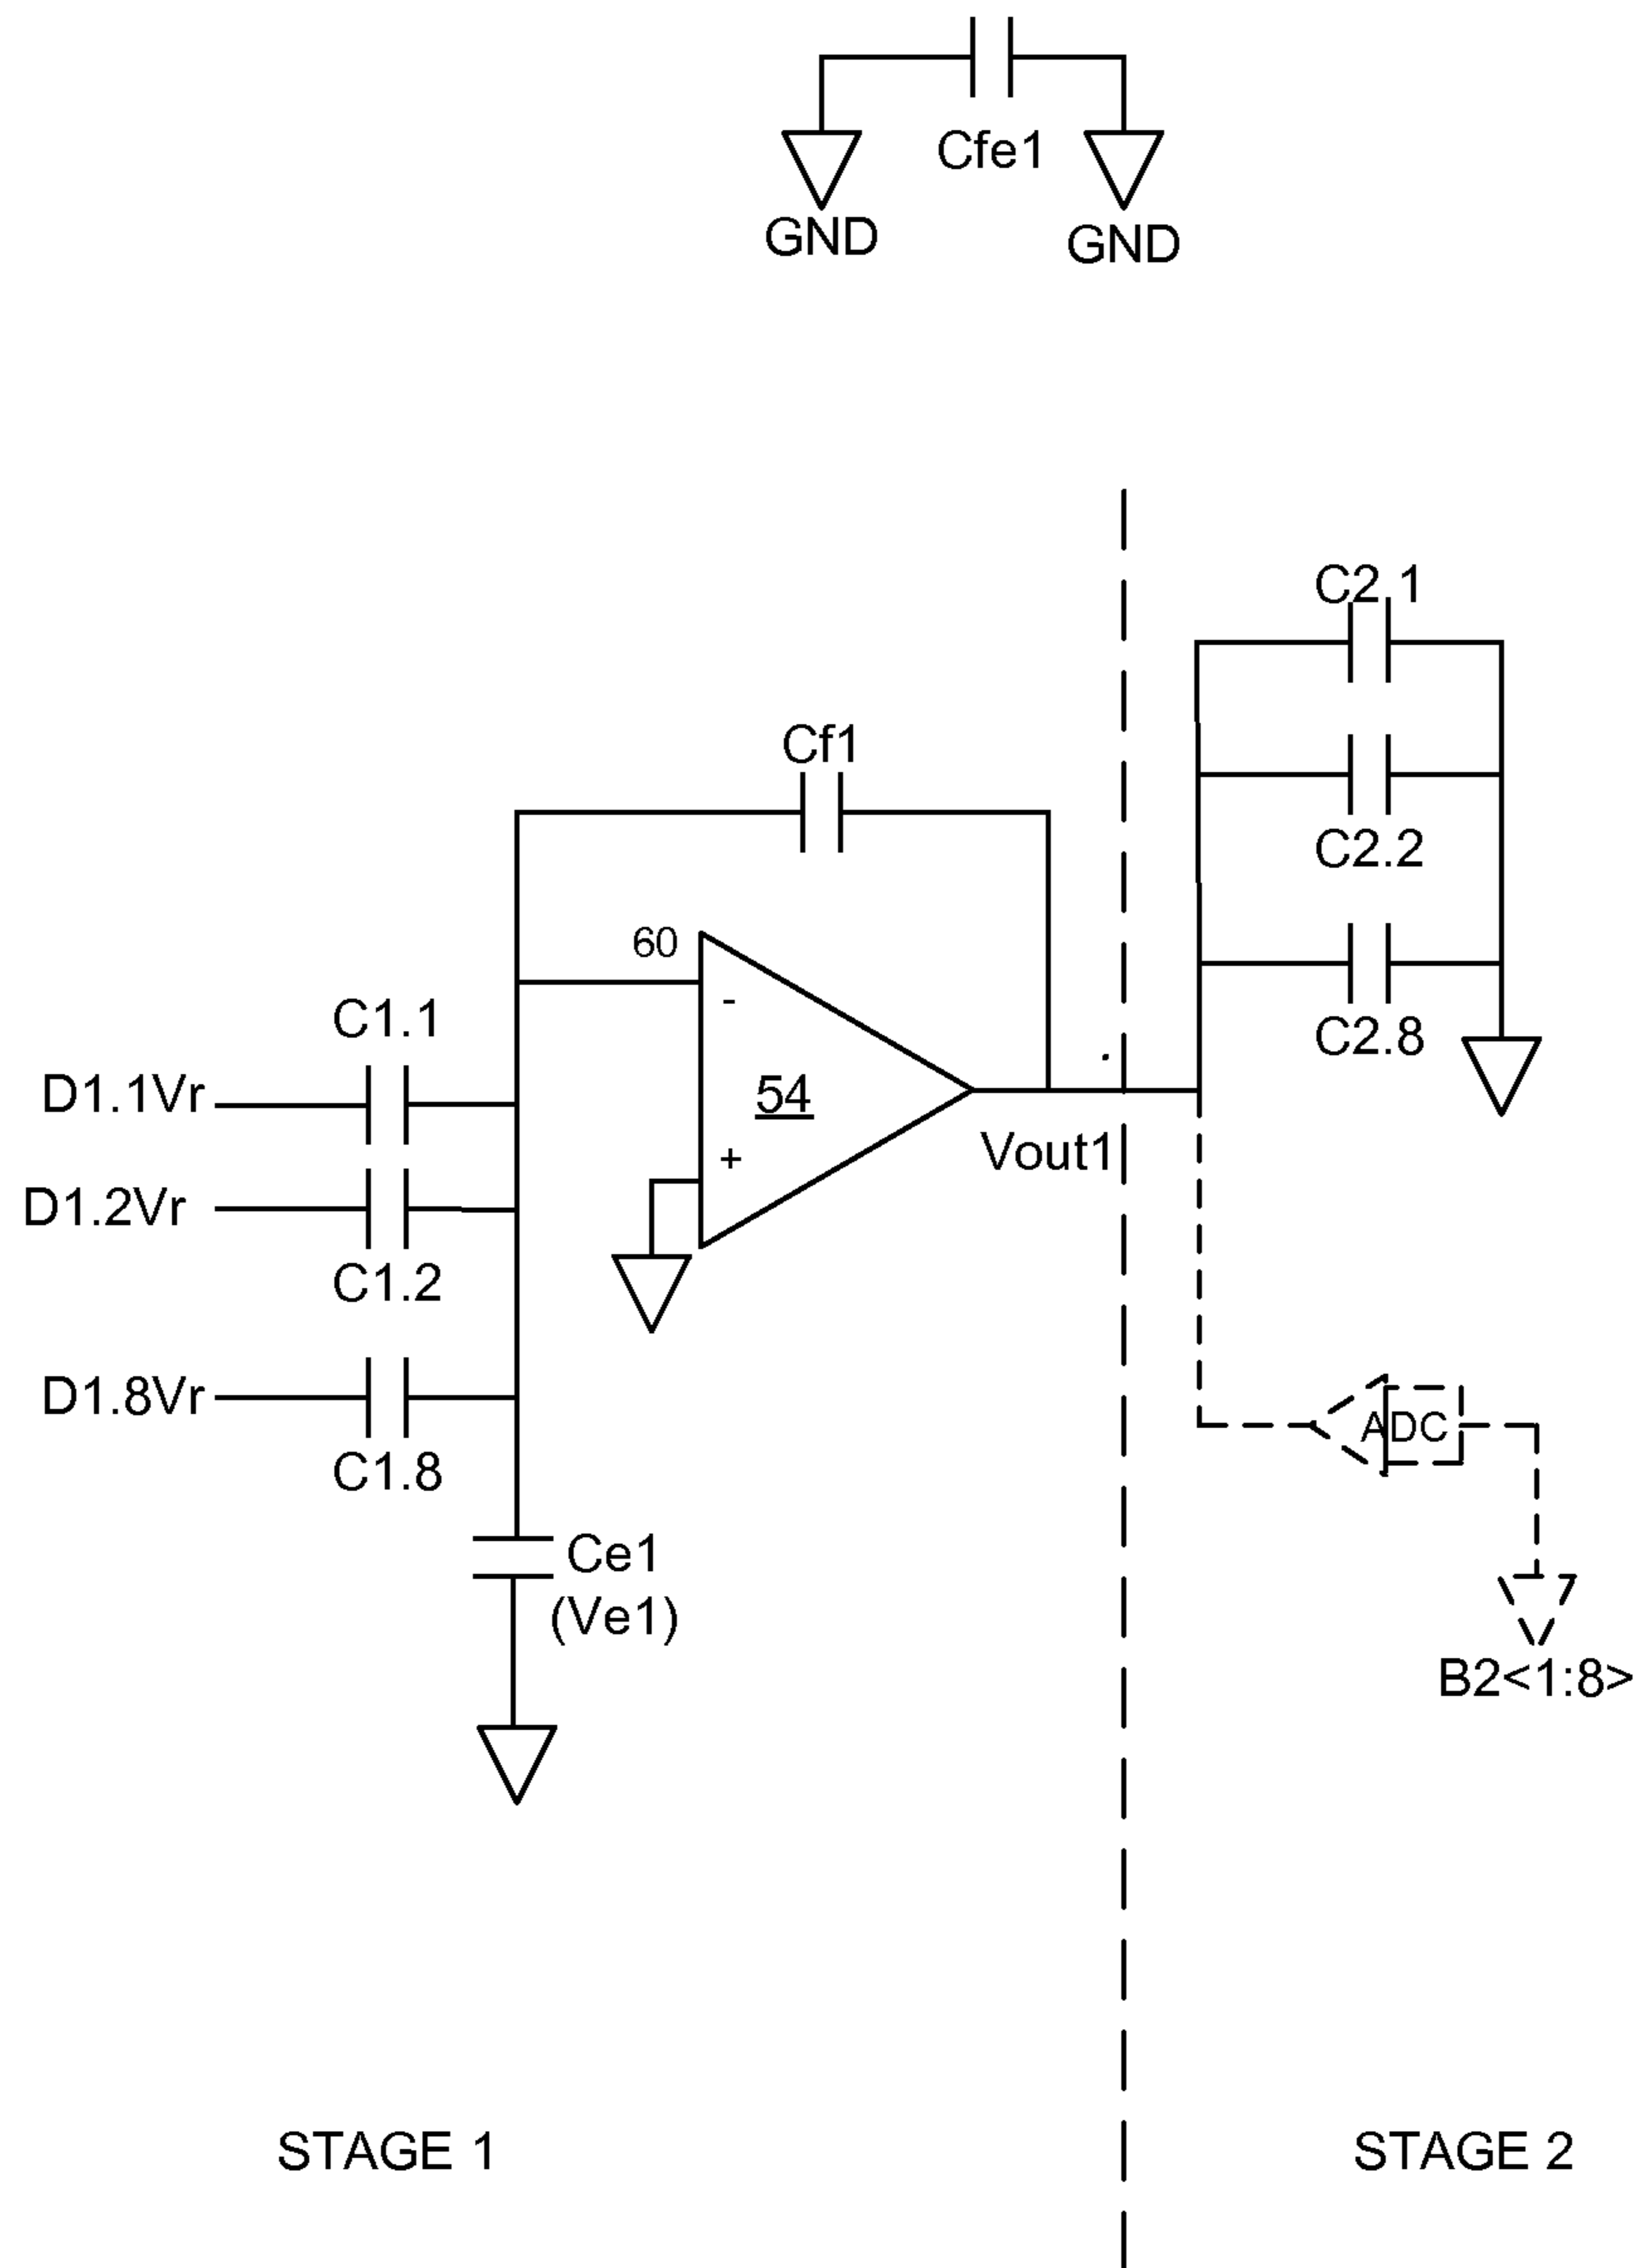 Cfe1
GND
GND
C2.1
Cf1
C2.2
60
-
C1.1
C2.8
D1.1Vr
54
+
Vout1
D1.2Vr
C1.2
D1.8Vr
ADC
C1.8
Ce1
(Ve1)
B2<1:8>
STAGE 1
STAGE 2